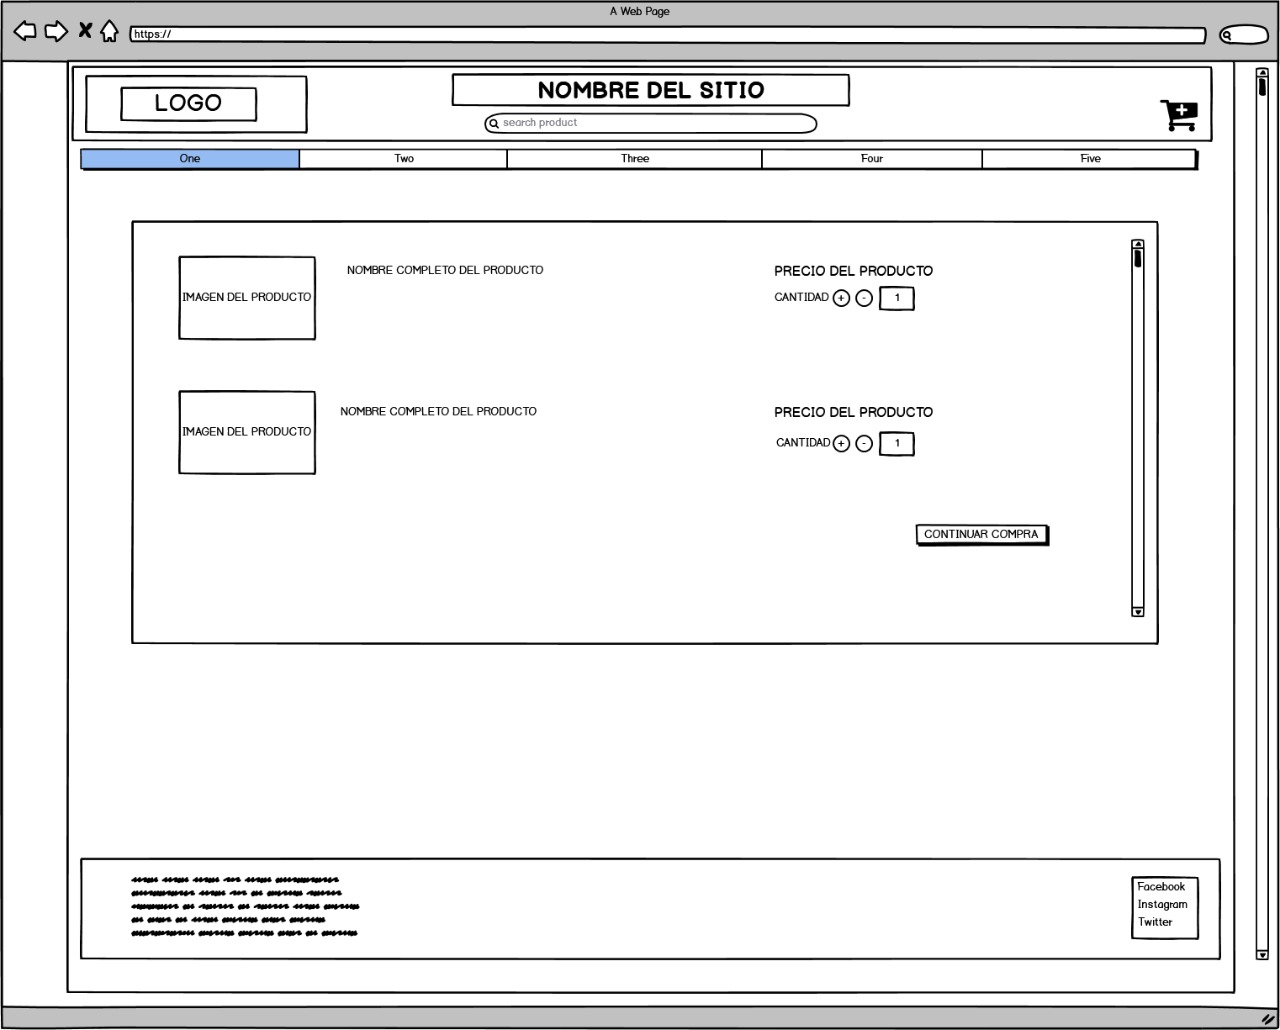 A Web Page
https://
LOGO
NOMBRE DEL SITIO
search product
One Two Three Four Five
IMAGEN DEL PRODUCTO
NOMBRE COMPLETO DEL PRODUCTO
PRECIO DEL PRODUCTO
CANTIDAD + - 1
IMAGEN DEL PRODUCTO
NOMBRE COMPLETO DEL PRODUCTO
PRECIO DEL PRODUCTO
CANTIDAD + - 1
CONTINUAR COMPRA
Facebook
Instagram
Twitter